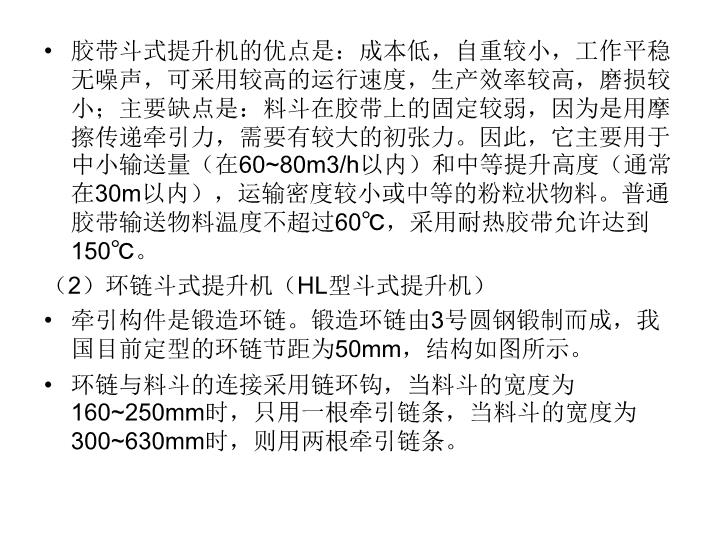 • 胶带斗式提升机的优点是：成本低，自重较小，工作平稳
无噪声，可采用较高的运行速度，生产效率较高，磨损较
小；主要缺点是：料斗在胶带上的固定较弱，因为是用摩
擦传递牵引力，需要有较大的初张力。因此，它主要用于
中小输送量（在60~80m3/h以内）和中等提升高度（通常
在30m以内），运输密度较小或中等的粉粒状物料。普通
胶带输送物料温度不超过60℃，采用耐热胶带允许达到
150℃。
（2）环链斗式提升机（HL型斗式提升机）
• 牵引构件是锻造环链。锻造环链由3号圆钢锻制而成，我
国目前定型的环链节距为50mm，结构如图所示。
• 环链与料斗的连接采用链环钩，当料斗的宽度为
160~250mm时，只用一根牵引链条，当料斗的宽度为
300~630mm时，则用两根牵引链条。